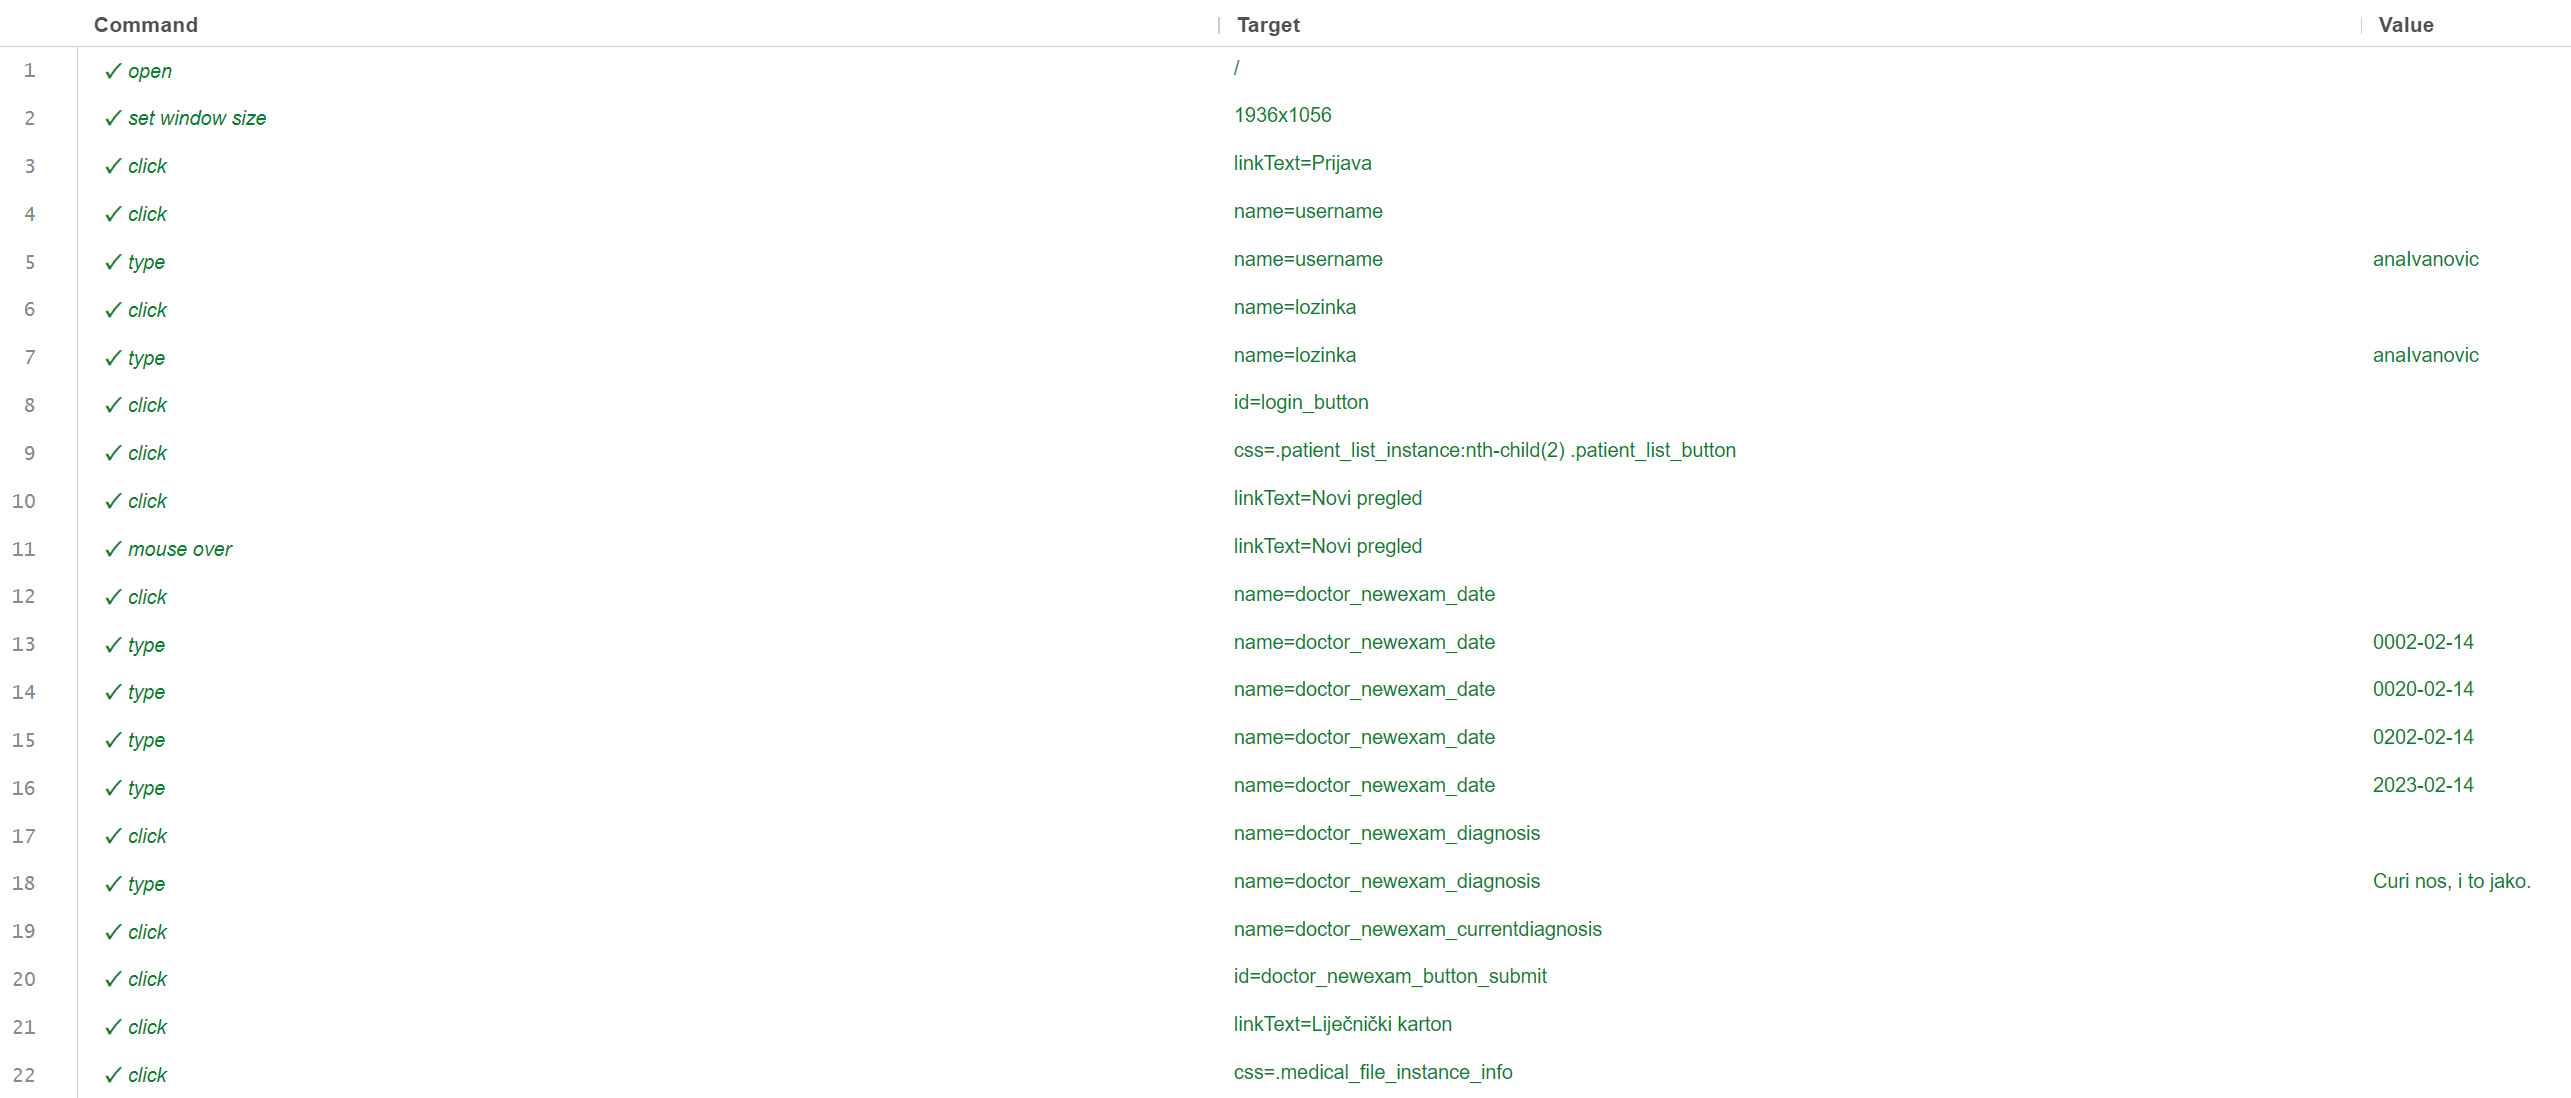 Command Target Value
1 ✓ open /
2 ✓ set window size 1936x1056
3 ✓ click linkText=Prijava
4 ✓ click name=username
5 ✓ type name=username anaIvanovic
6 ✓ click name=lozinka
7 ✓ type name=lozinka anaIvanovic
8 ✓ click id=login_button
9 ✓ click css=.patient_list_instance:nth-child(2) .patient_list_button
10 ✓ click linkText=Novi pregled
11 ✓ mouse over linkText=Novi pregled
12 ✓ click name=doctor_newexam_date
13 ✓ type name=doctor_newexam_date 0002-02-14
14 ✓ type name=doctor_newexam_date 0020-02-14
15 ✓ type name=doctor_newexam_date 0202-02-14
16 ✓ type name=doctor_newexam_date 2023-02-14
17 ✓ click name=doctor_newexam_diagnosis
18 ✓ type name=doctor_newexam_diagnosis Curi nos, i to jako.
19 ✓ click name=doctor_newexam_currentdiagnosis
20 ✓ click id=doctor_newexam_button_submit
21 ✓ click linkText=Liječnički karton
22 ✓ click css=.medical_file_instance_info